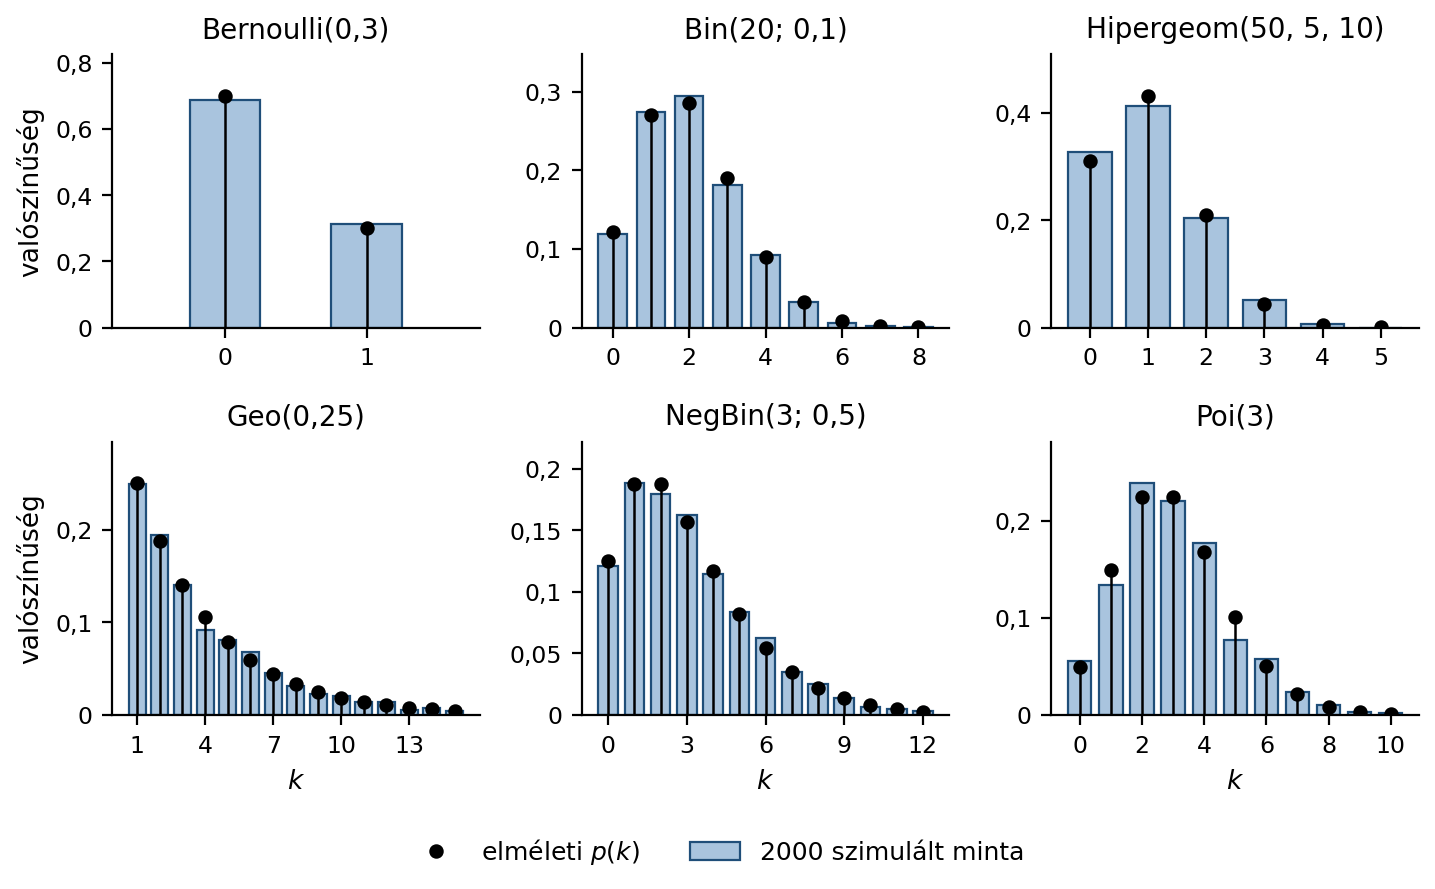 Bernoulli(0,3)
valószínűség
0,8
0,6
0,4
0,2
0
0 1
Bin(20; 0,1)
0,3
0,2
0,1
0
0 2 4 6 8
Hipergeom(50, 5, 10)
0,4
0,2
0
0 1 2 3 4 5
Geo(0,25)
valószínűség
0,2
0,1
0
1 4 7 10 13
k
NegBin(3; 0,5)
0,2
0,15
0,1
0,05
0
0 3 6 9 12
k
Poi(3)
0,2
0,1
0
0 2 4 6 8 10
k
elméleti p(k)
2000 szimulált minta